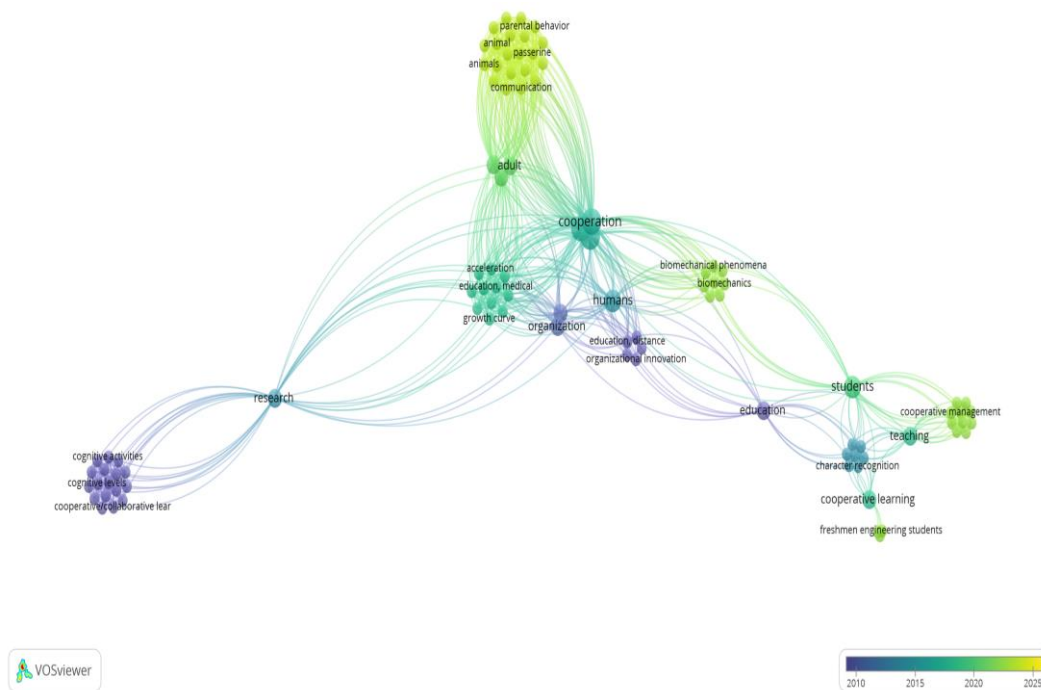 parental behavior
animal
passerine
animals
communication
adult
cooperation
biomechanical phenomena
acceleration
biomechanics
education, medical
humans
growth curve
organization
education, distance
organizational innovation
students
research
education
cooperative management
teaching
cognitive activities
character recognition
cognitive levels
cooperative learning
cooperative/collaborative lear
freshmen engineering students
VOSviewer
2010 2015 2020 2025